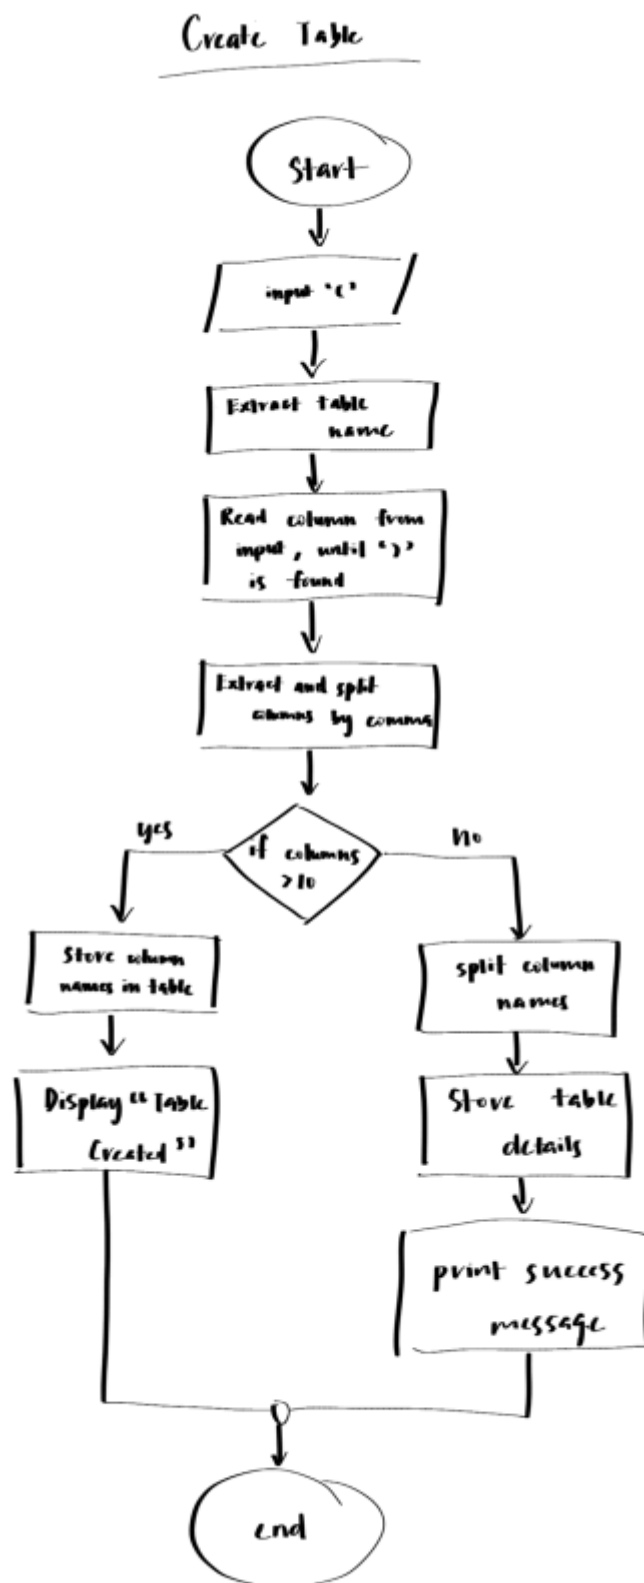 Create Table
Start
input "("
Extract table
name
Read column from
input, until ")"
is found
Extract and split
columns by comma
if columns
>10
yes
No
Store column
names in table
Display "Table
Created"
split column
names
Store table
details
print success
message
end